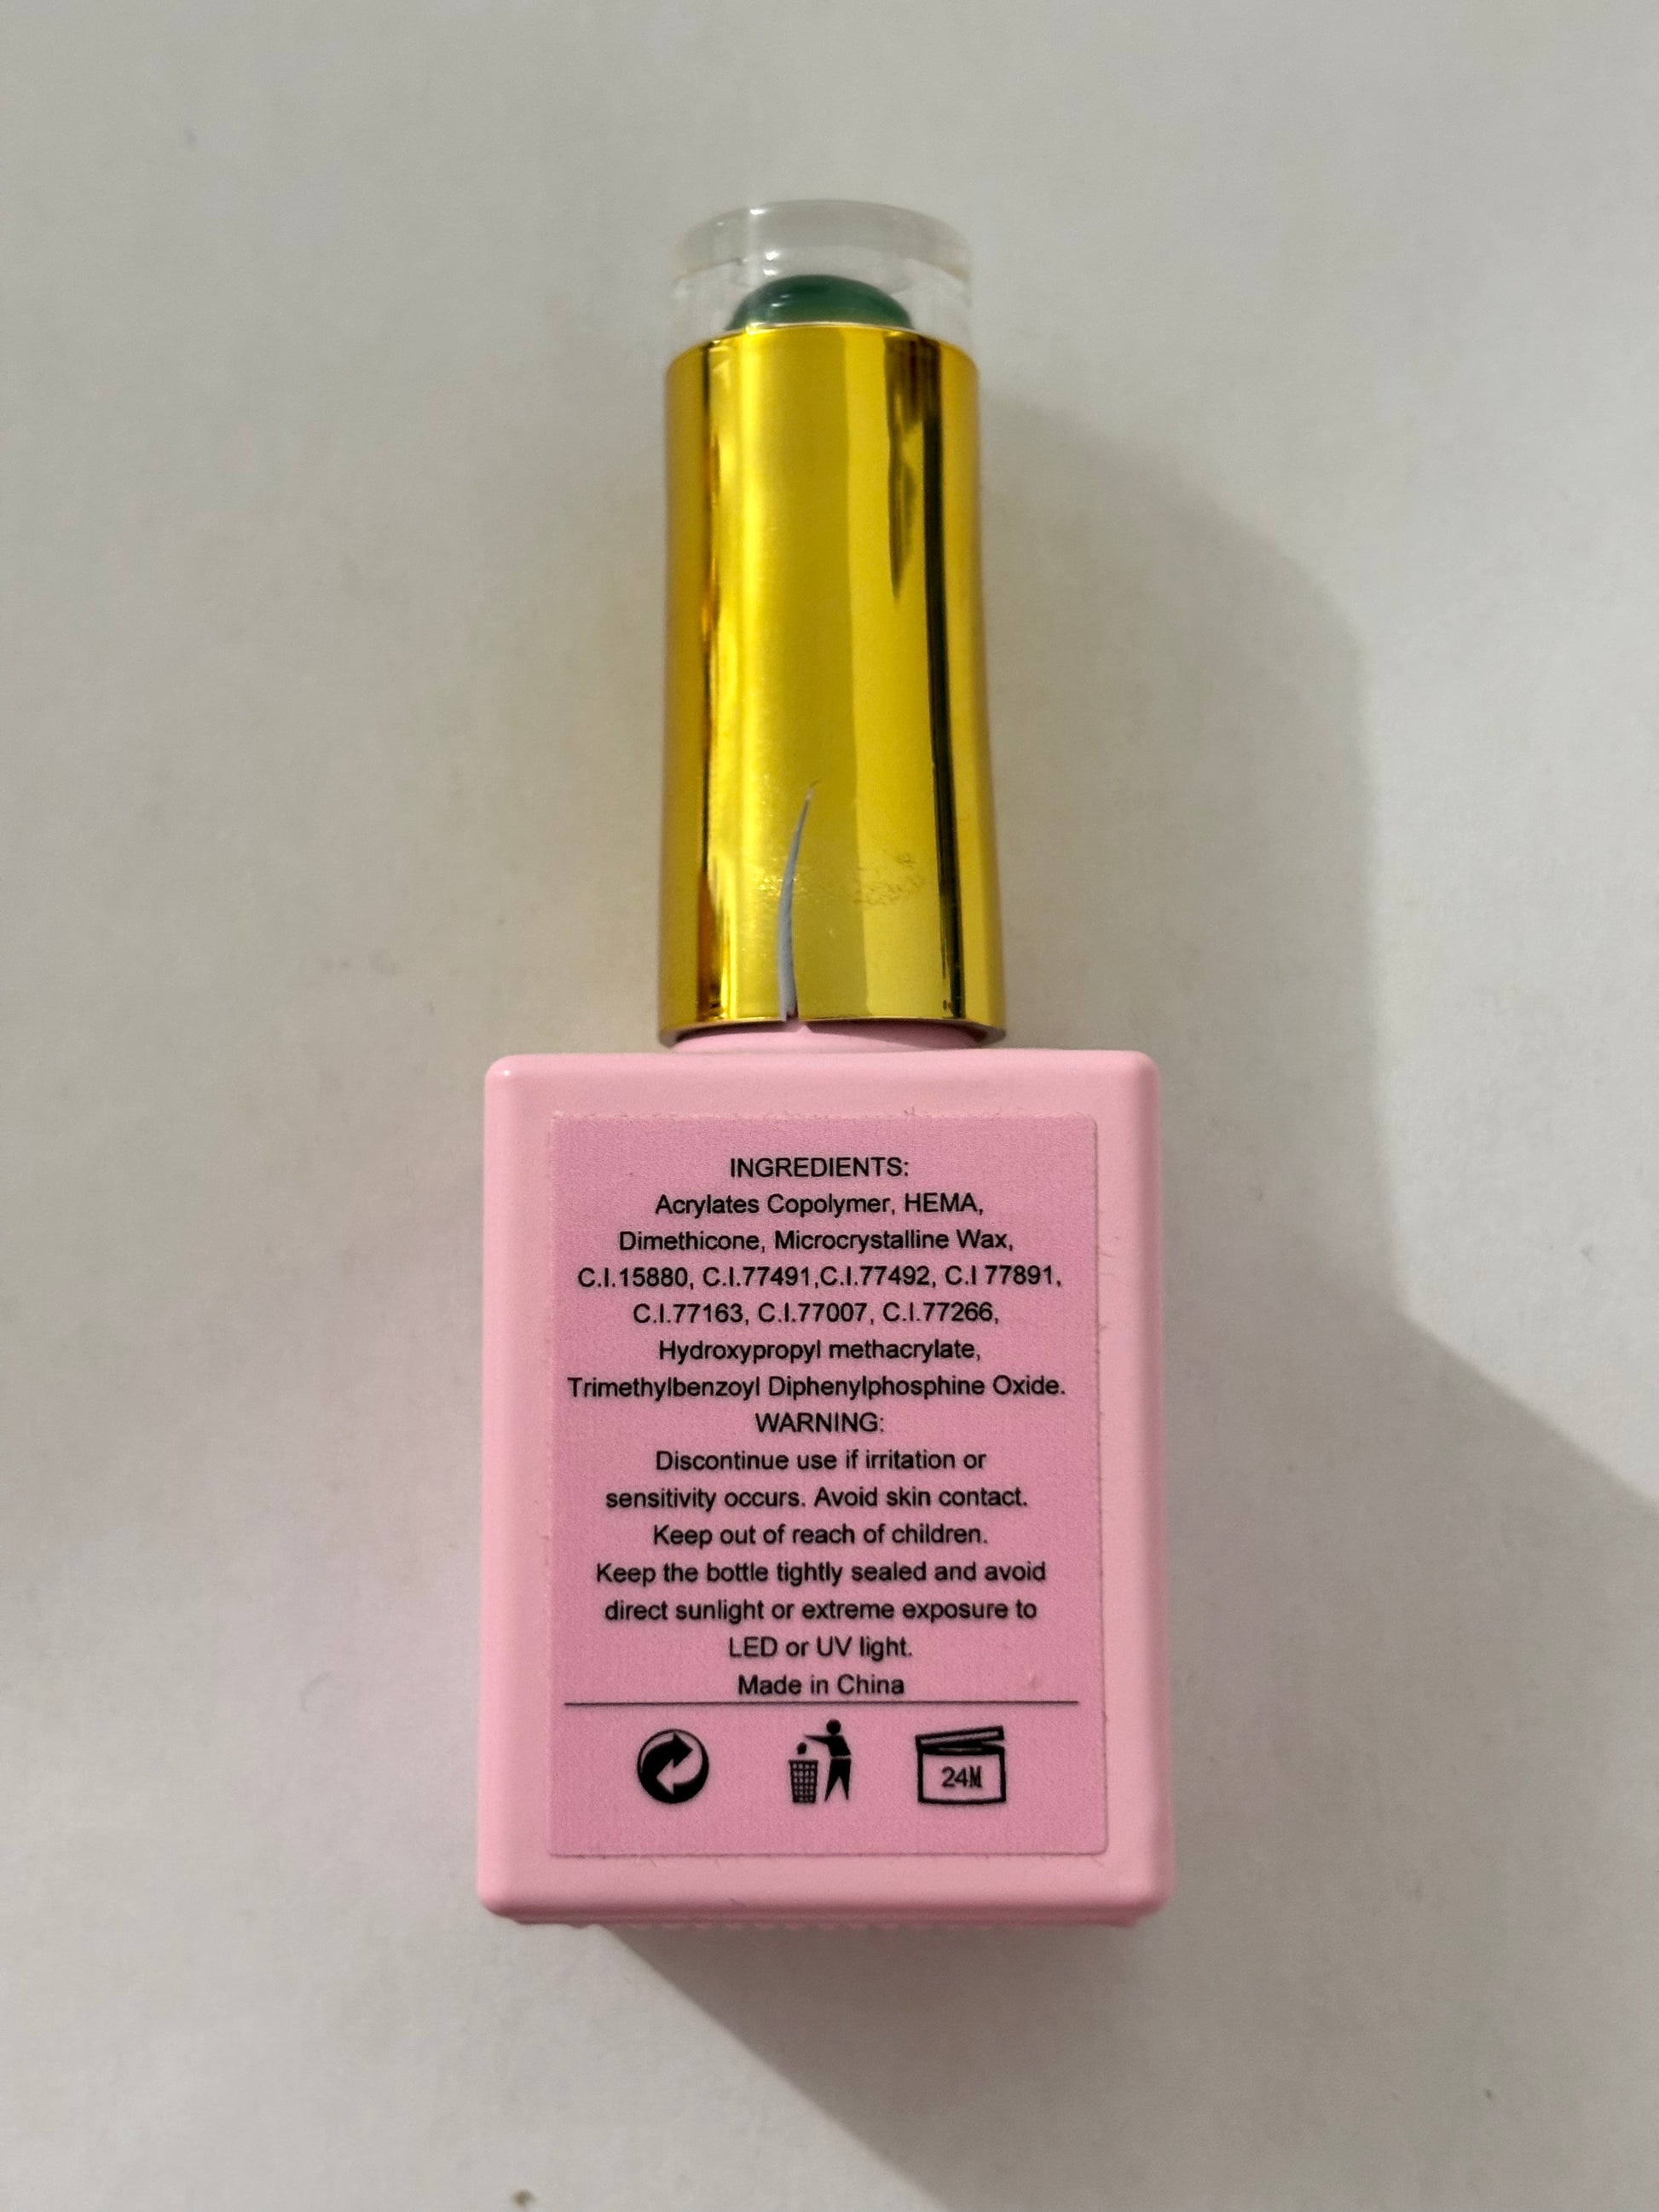 INGREDIENTS:
Acrylates Copolymer, HEMA,
Dimethicone, Microcrystalline Wax,
C.I.15880, C.I.77491,C.I.77492, C.I 77891,
C.I.77163, C.I.77007, C.I.77266,
Hydroxypropyl methacrylate,
Trimethylbenzoyl Diphenylphosphine Oxide.
WARNING:
Discontinue use if irritation or
sensitivity occurs. Avoid skin contact.
Keep out of reach of children.
Keep the bottle tightly sealed and avoid
direct sunlight or extreme exposure to
LED or UV light.
Made in China
24M